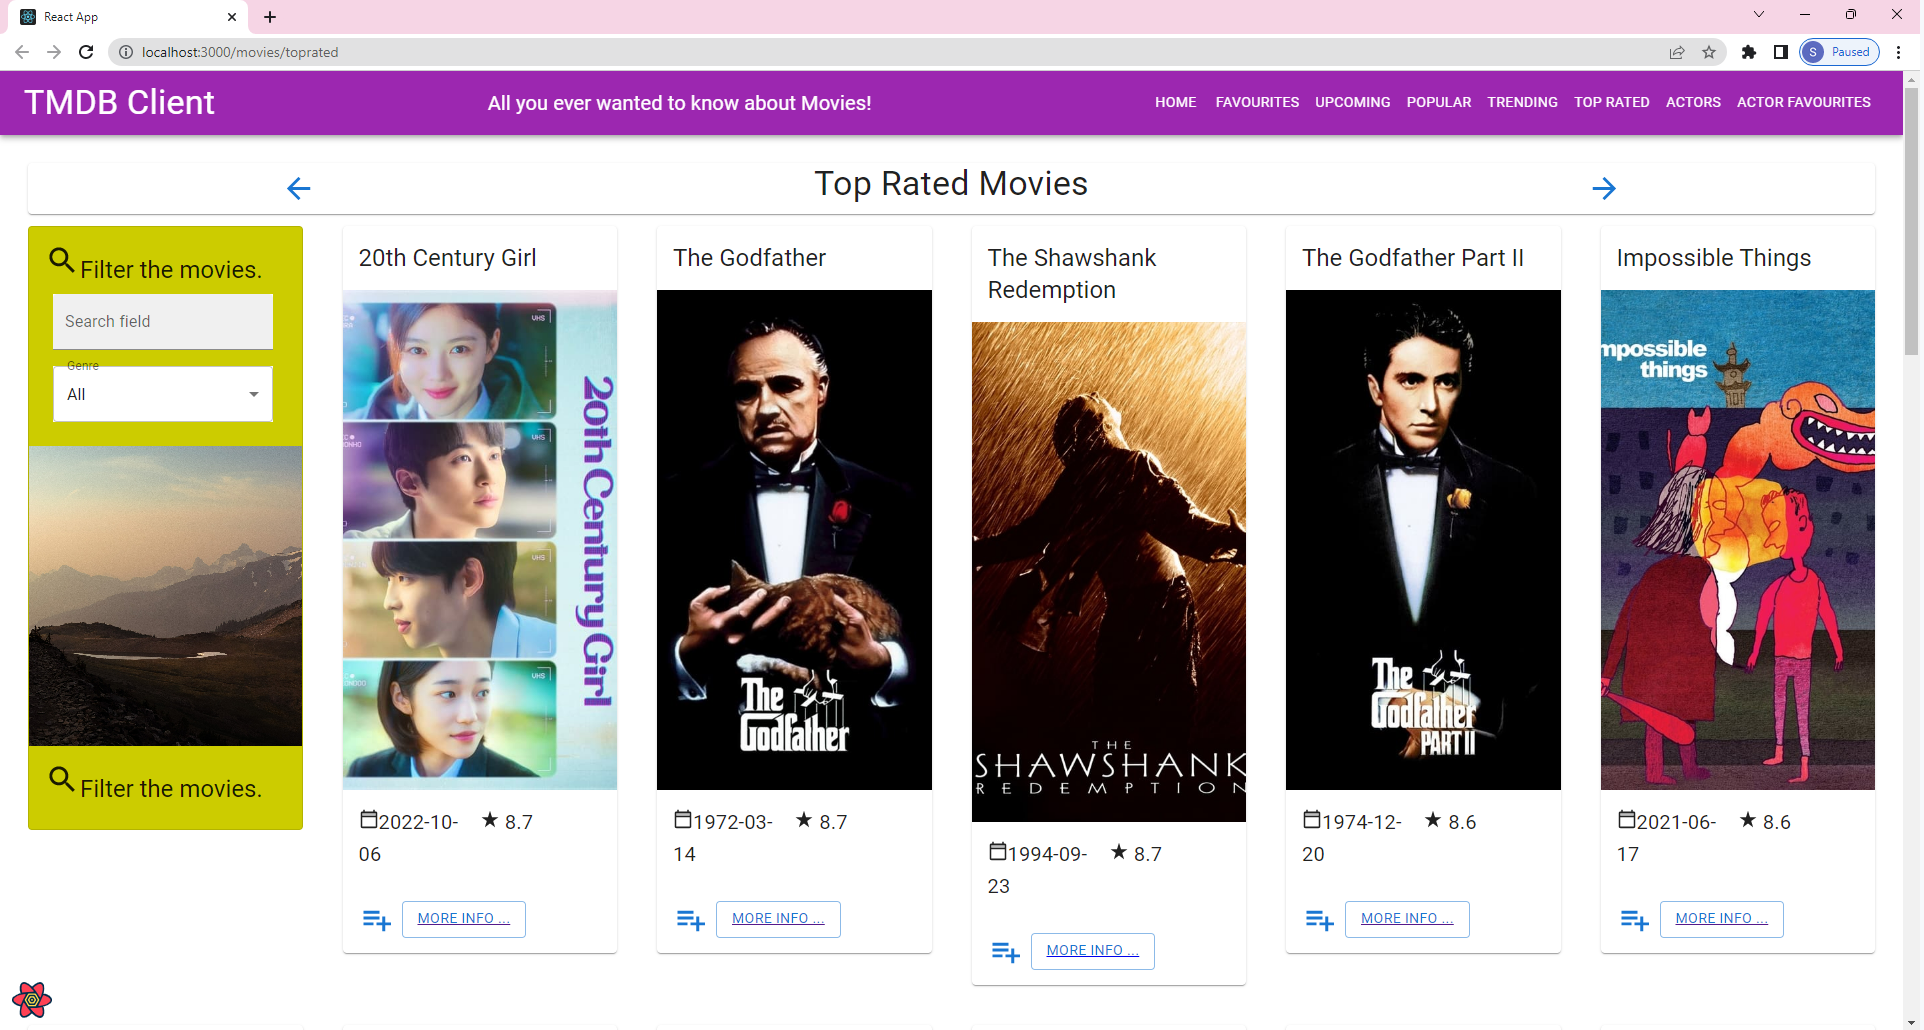 React App
localhost:3000/movies/toprated
S Paused
TMDB Client
All you ever wanted to know about Movies!
HOME FAVOURITES UPCOMING POPULAR TRENDING TOP RATED ACTORS ACTOR FAVOURITES
Top Rated Movies
Filter the movies.
Search field
Genre
All
Filter the movies.
20th Century Girl
VHS
VHS
VHS
20th Century Girl
2022-10-
06
8.7
MORE INFO ...
The Godfather
The
Godfather
1972-03-
14
8.7
MORE INFO ...
The Shawshank
Redemption
THE
SHAWSHANK
REDEMPTION
1994-09-
23
8.7
MORE INFO ...
The Godfather Part II
The
Godfather
PART II
1974-12-
20
8.6
MORE INFO ...
Impossible Things
mpossible
things
2021-06-
17
8.6
MORE INFO ...